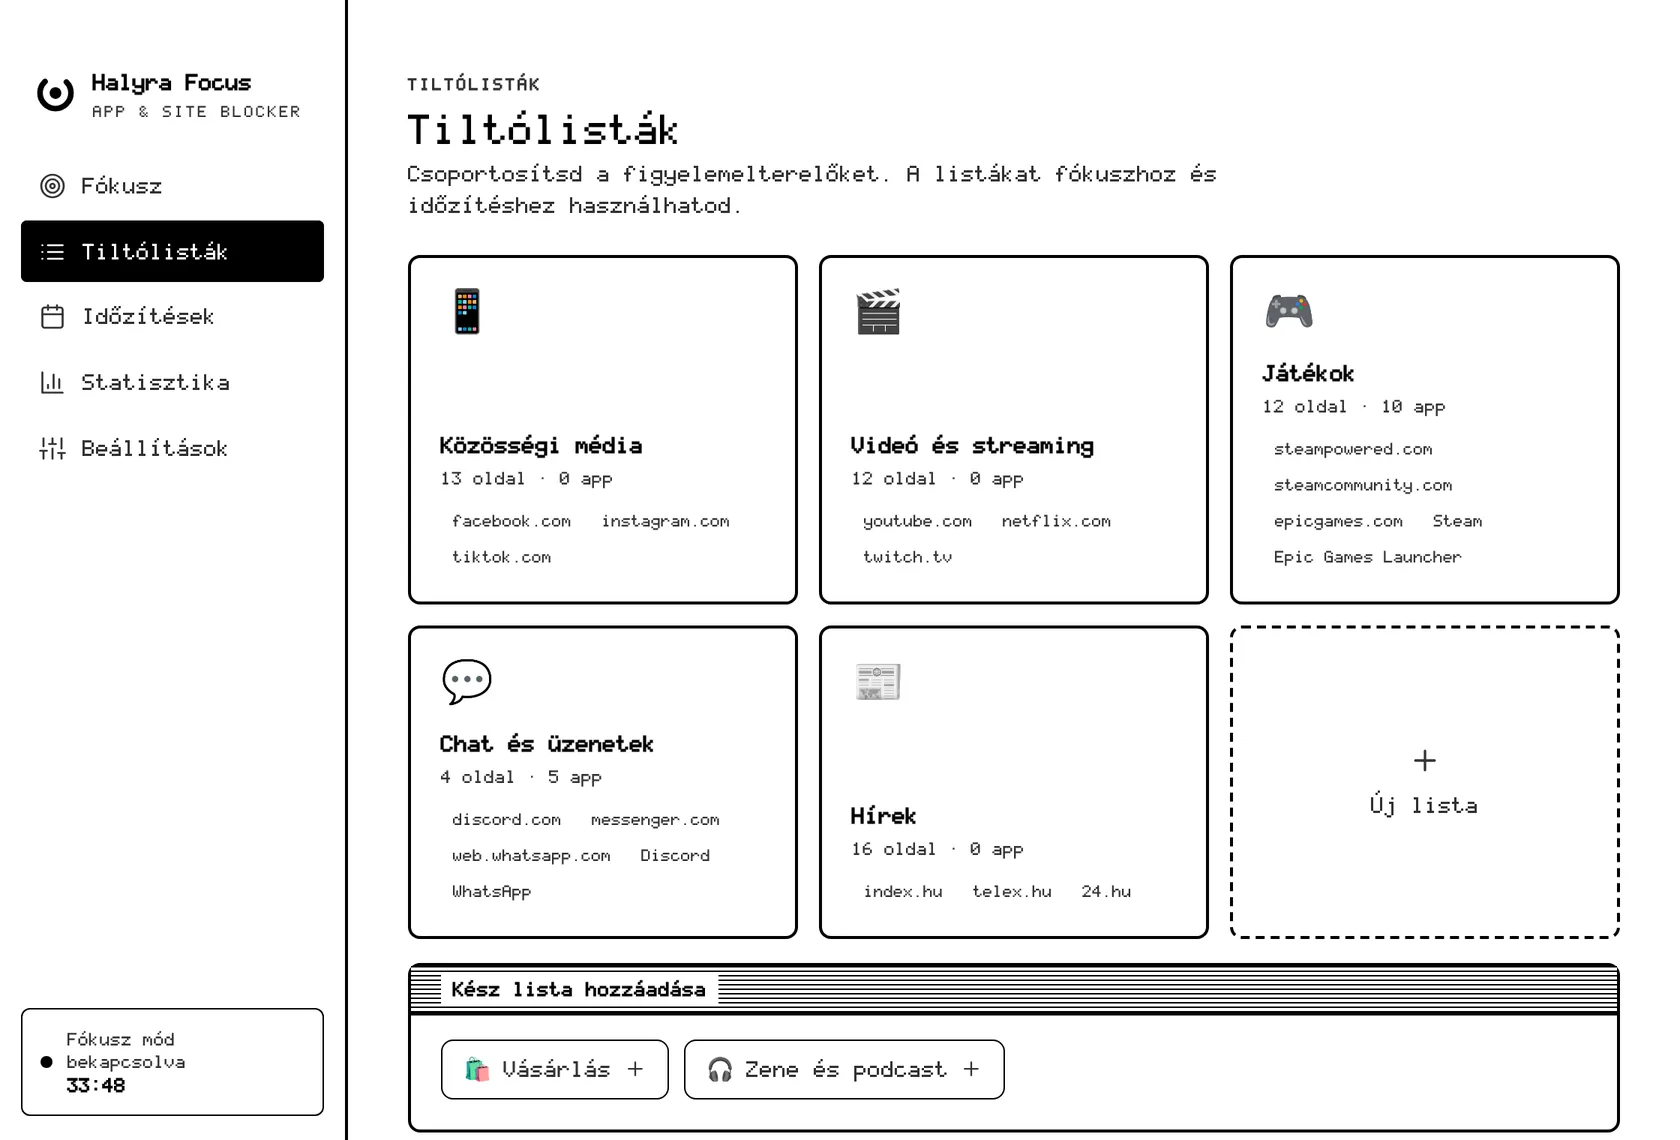 Halyra Focus
APP & SITE BLOCKER
Fókusz
Tiltólisták
Időzítések
Statisztika
Beállítások
Fókusz mód
bekapcsolva
33:48
TILTÓLISTÁK
Tiltólisták
Csoportosítsd a figyelemelterelőket. A listákat fókuszhoz és
időzítéshez használhatod.
Közösségi média
13 oldal · 0 app
facebook.com instagram.com
tiktok.com
Videó és streaming
12 oldal · 0 app
youtube.com netflix.com
twitch.tv
Játékok
12 oldal · 10 app
steampowered.com
steamcommunity.com
epicgames.com Steam
Epic Games Launcher
Chat és üzenetek
4 oldal · 5 app
discord.com messenger.com
web.whatsapp.com Discord
WhatsApp
Hírek
16 oldal · 0 app
index.hu telex.hu 24.hu
+
Új lista
Kész lista hozzáadása
Vásárlás +
Zene és podcast +